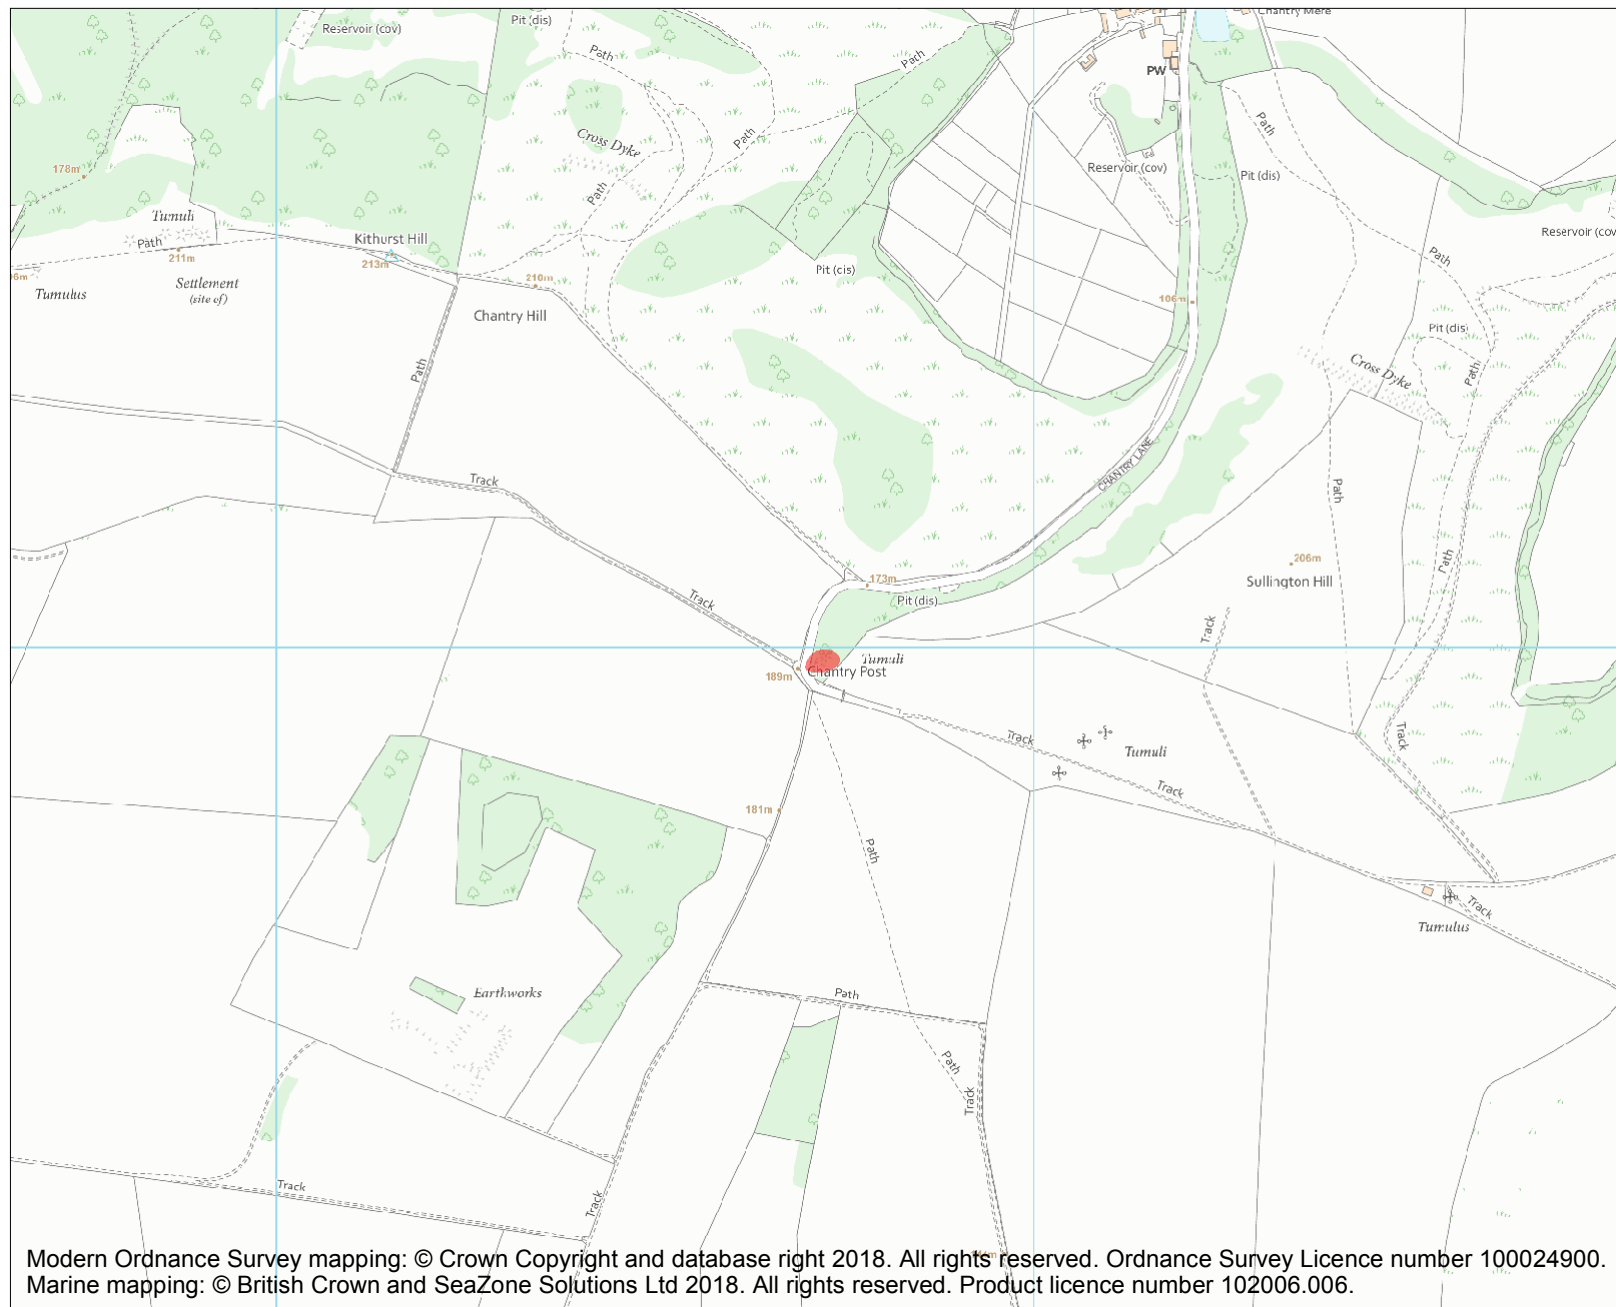 Pit (dis)
Chantry Mere
Reservoir (cov)
Path
Path
PW
Path
Cross Dyke
Path
178m
Reservoir (cov)
Pit (dis)
Path
Tumuli
Path
Kithurst Hill
Reservoir (cov
211m
213m
Path
6m
Tumulus
Settlement
(site of)
210m
Pit (cis)
Chantry Hill
106m
Pit (dis)
Path
Cross Dyke
Path
Track
CHANTRY LANE
Path
206m
Path
173m
Sullington Hill
Track
Pit (dis)
Track
Tumuli
189m
Chantry Post
Track
Tumuli
Track
Track
181m
Path
Track
Tumulus
Earthworks
Path
Path
Track
Track
Track
Modern Ordnance Survey mapping: © Crown Copyright and database right 2018. All rights reserved. Ordnance Survey Licence number 100024900.
Marine mapping: © British Crown and SeaZone Solutions Ltd 2018. All rights reserved. Product licence number 102006.006.